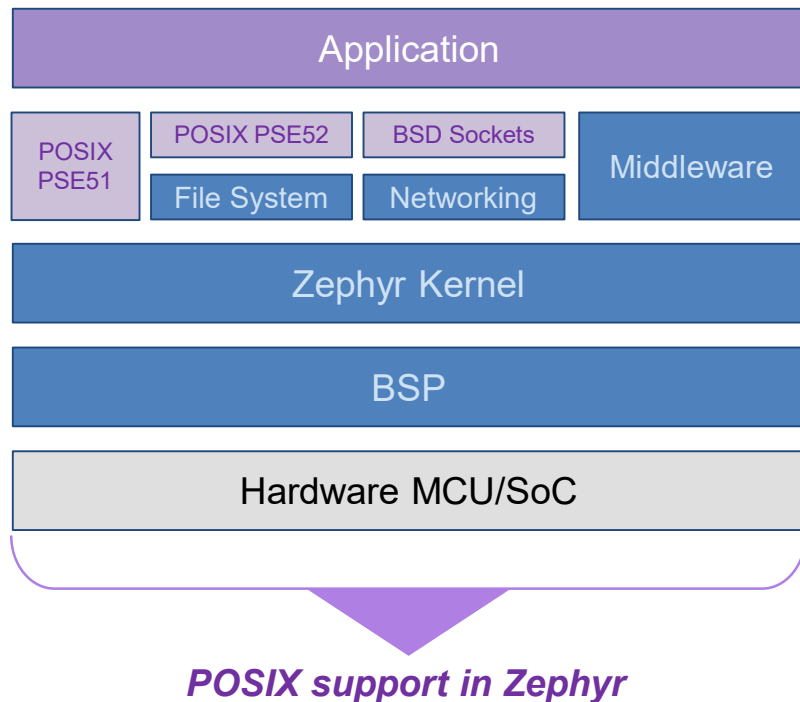 Application
POSIX
PSE51
POSIX PSE52
BSD Sockets
Middleware
File System
Networking
Zephyr Kernel
BSP
Hardware MCU/SoC
POSIX support in Zephyr